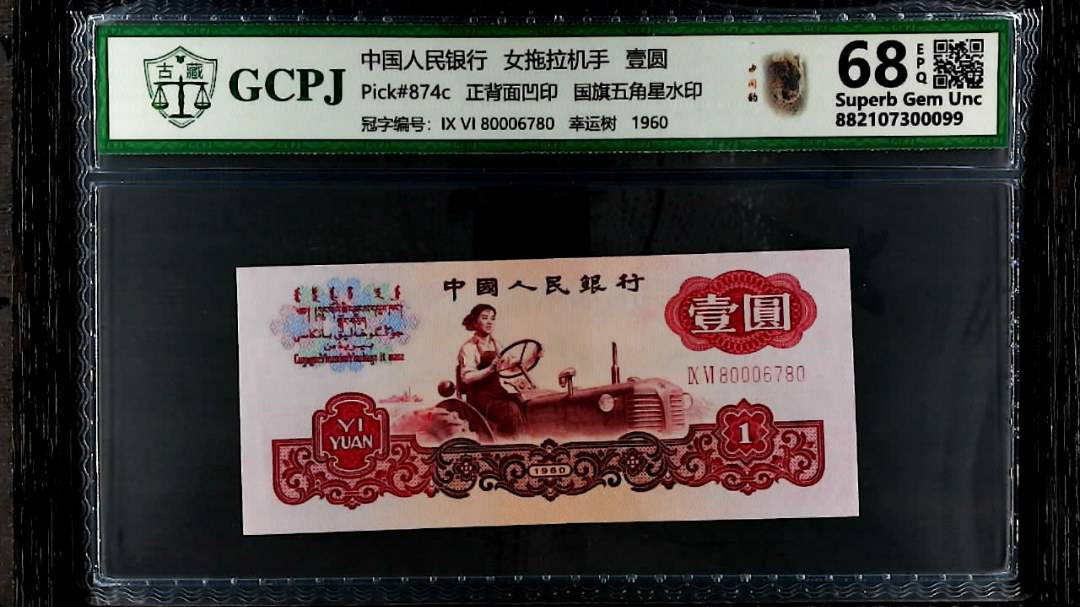 古藏
GCPJ
中国人民银行 女拖拉机手 壹圆
Pick#874c 正背面凹印 国旗五角星水印
冠字编号: IX VI 80006780 幸运树 1960
68
EPQ
Superb Gem Unc
882107300099
中國人民銀行
壹圓
IX VI 80006780
YI
YUAN
1
1960